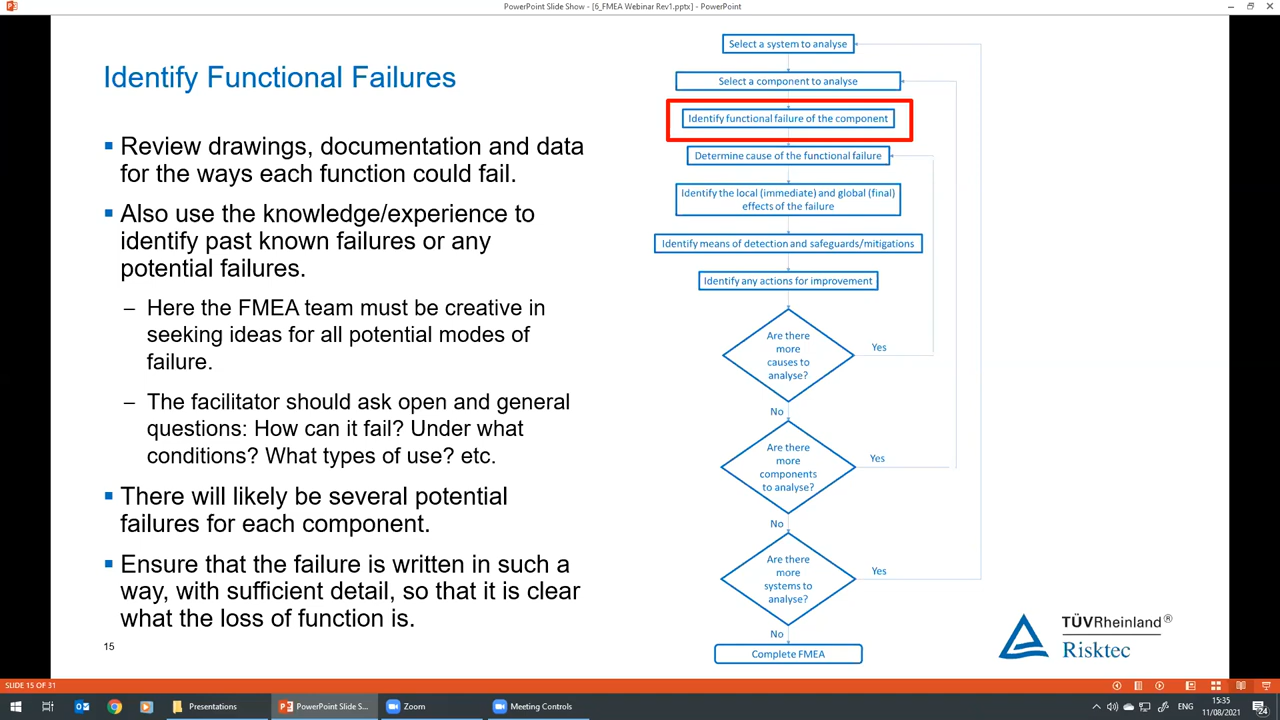 PowerPoint Slide Show - [6_FMEA Webinar Rev1.pptx] - PowerPoint
Identify Functional Failures
Review drawings, documentation and data
for the ways each function could fail.
Also use the knowledge/experience to
identify past known failures or any
potential failures.
– Here the FMEA team must be creative in
seeking ideas for all potential modes of
failure.
– The facilitator should ask open and general
questions: How can it fail? Under what
conditions? What types of use? etc.
There will likely be several potential
failures for each component.
Ensure that the failure is written in such a
way, with sufficient detail, so that it is clear
what the loss of function is.
15
Select a system to analyse
Select a component to analyse
Identify functional failure of the component
Determine cause of the functional failure
Identify the local (immediate) and global (final)
effects of the failure
Identify means of detection and safeguards/mitigations
Identify any actions for improvement
Are there
more
causes to
analyse?
Yes
No
Are there
more
components
to analyse?
Yes
No
Are there
more
systems to
analyse?
Yes
No
Complete FMEA
TÜVRheinland®
Risktec
SLIDE 15 OF 31
Presentations
PowerPoint Slide S...
Zoom
Meeting Controls
ENG
15:35
11/08/2021
24